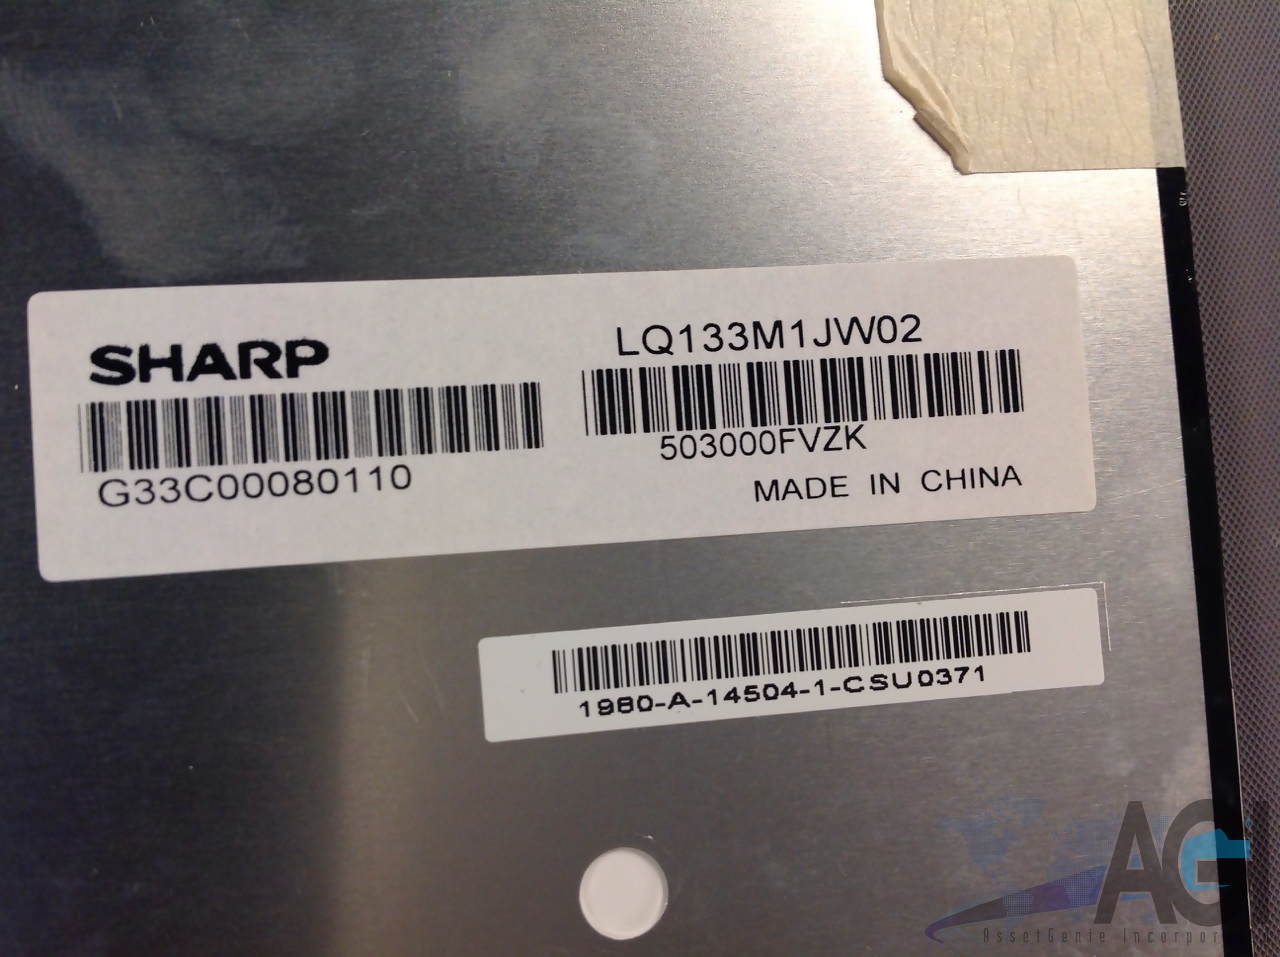 SHARP
LQ133M1JW02
G33C00080110
503000FVZK
MADE IN CHINA
1980-A-14504-1-CSU0371
AG
AssetGenie Incorpor